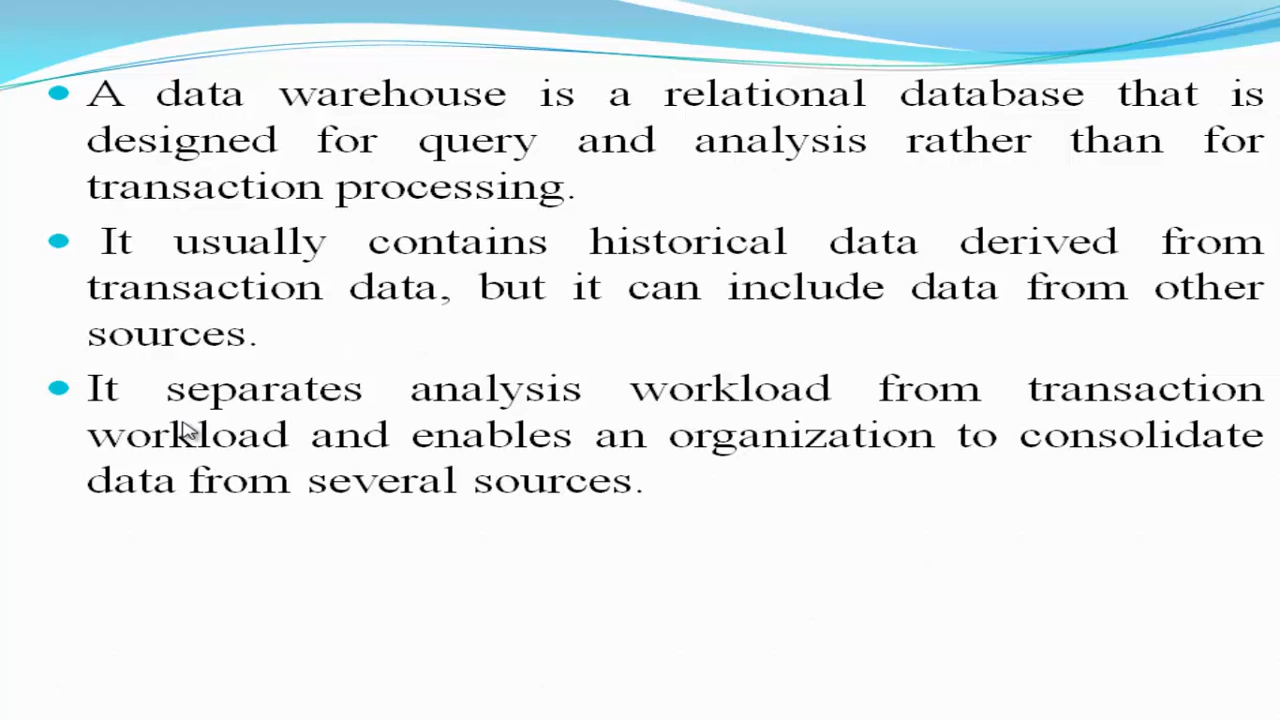 • A data warehouse is a relational database that is
designed for query and analysis rather than for
transaction processing.
• It usually contains historical data derived from
transaction data, but it can include data from other
sources.
• It separates analysis workload from transaction
workload and enables an organization to consolidate
data from several sources.